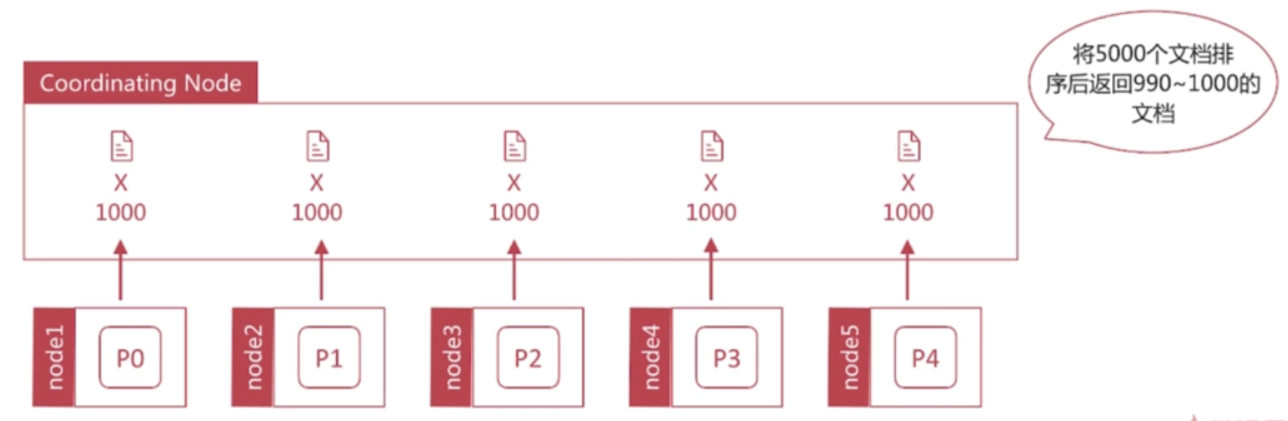 将5000个文档排
序后返回990~1000的
文档
Coordinating Node
X X X X X
1000 1000 1000 1000 1000
node1 P0 node2 P1 node3 P2 node4 P3 node5 P4